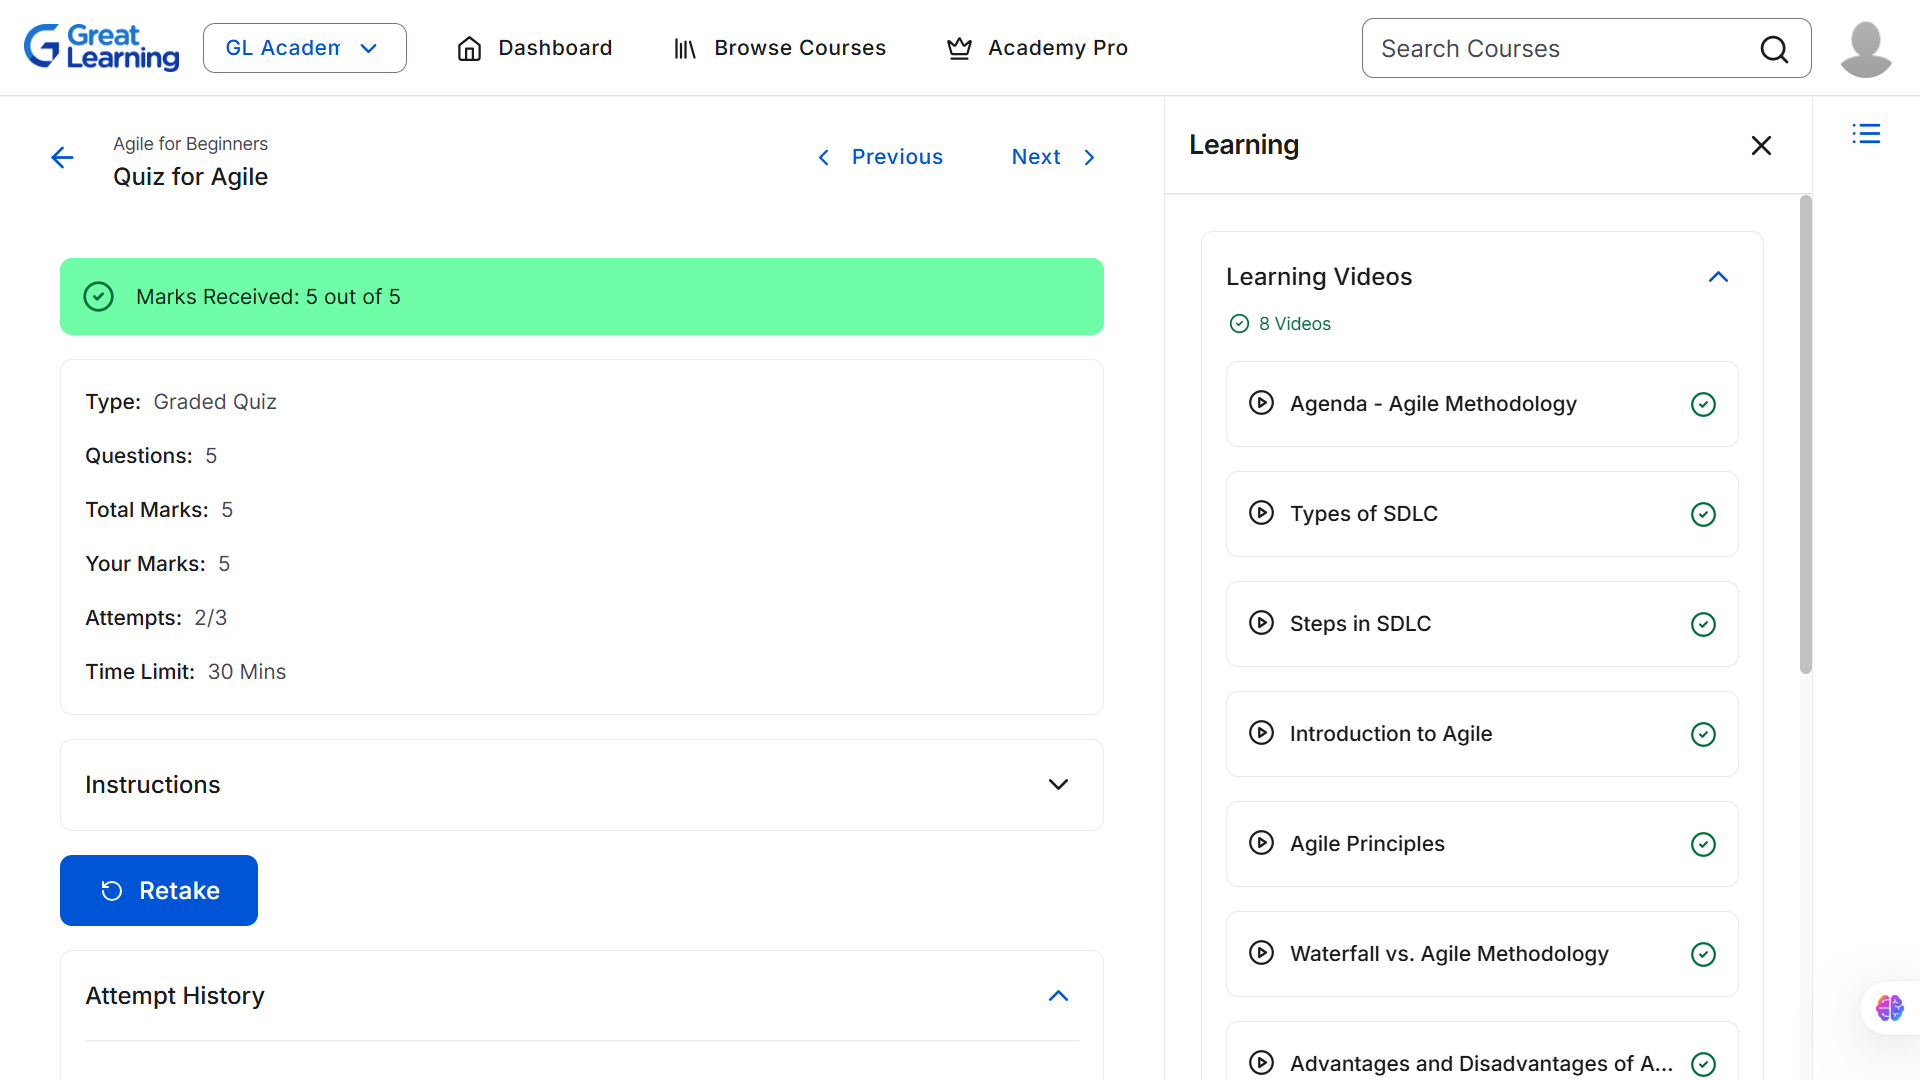 Great Learning
GL Academ
Dashboard
Browse Courses
Academy Pro
Search Courses
Agile for Beginners
Quiz for Agile
Previous
Next
Marks Received: 5 out of 5
Type: Graded Quiz
Questions: 5
Total Marks: 5
Your Marks: 5
Attempts: 2/3
Time Limit: 30 Mins
Instructions
Retake
Attempt History
Learning
Learning Videos
8 Videos
Agenda - Agile Methodology
Types of SDLC
Steps in SDLC
Introduction to Agile
Agile Principles
Waterfall vs. Agile Methodology
Advantages and Disadvantages of A...